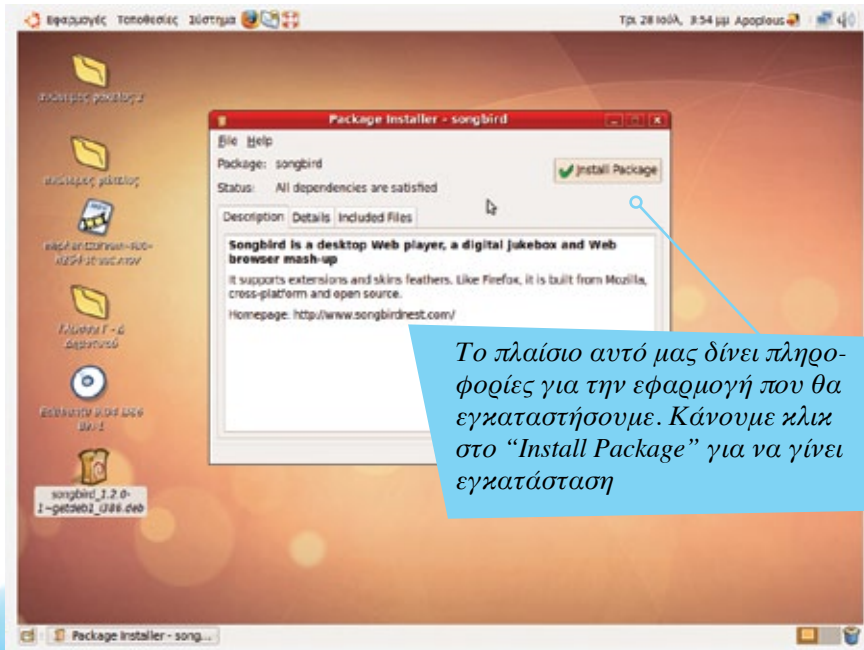 Εφαρμογές Τοποθεσίες Σύστημα
Τρι 28 Ιούλ, 3:54 μμ
Package Installer - songbird
File Help
Package: songbird
Install Package
Status: All dependencies are satisfied
Description Details Included Files
Songbird is a desktop Web player, a digital jukebox and Web
browser mash-up
It supports extensions and skins feathers. Like Firefox, it is built from Mozilla,
cross-platform and open source.
Homepage: http://www.songbirdnest.com/
Το πλαίσιο αυτό μας δίνει πληρο-
φορίες για την εφαρμογή που θα
εγκαταστήσουμε. Κάνουμε κλικ
στο “Install Package” για να γίνει
εγκατάσταση
songbird_1.2.0-
1~getdeb1_i386.deb
Package Installer - song...